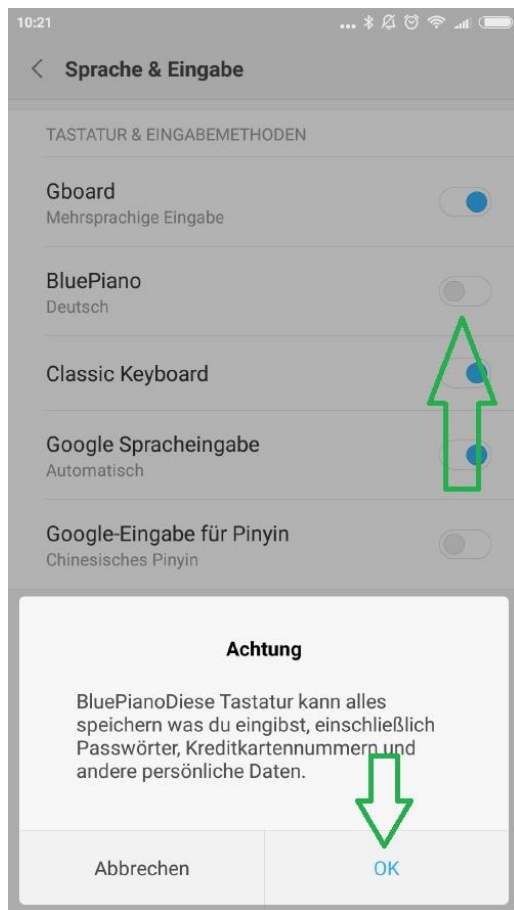 10:21
Sprache & Eingabe
TASTATUR & EINGABEMETHODEN
Gboard
Mehrsprachige Eingabe
BluePiano
Deutsch
Classic Keyboard
Google Spracheingabe
Automatisch
Google-Eingabe für Pinyin
Chinesisches Pinyin
Achtung
BluePianoDiese Tastatur kann alles
speichern was du eingibst, einschließlich
Passwörter, Kreditkartennummern und
andere persönliche Daten.
Abbrechen
OK